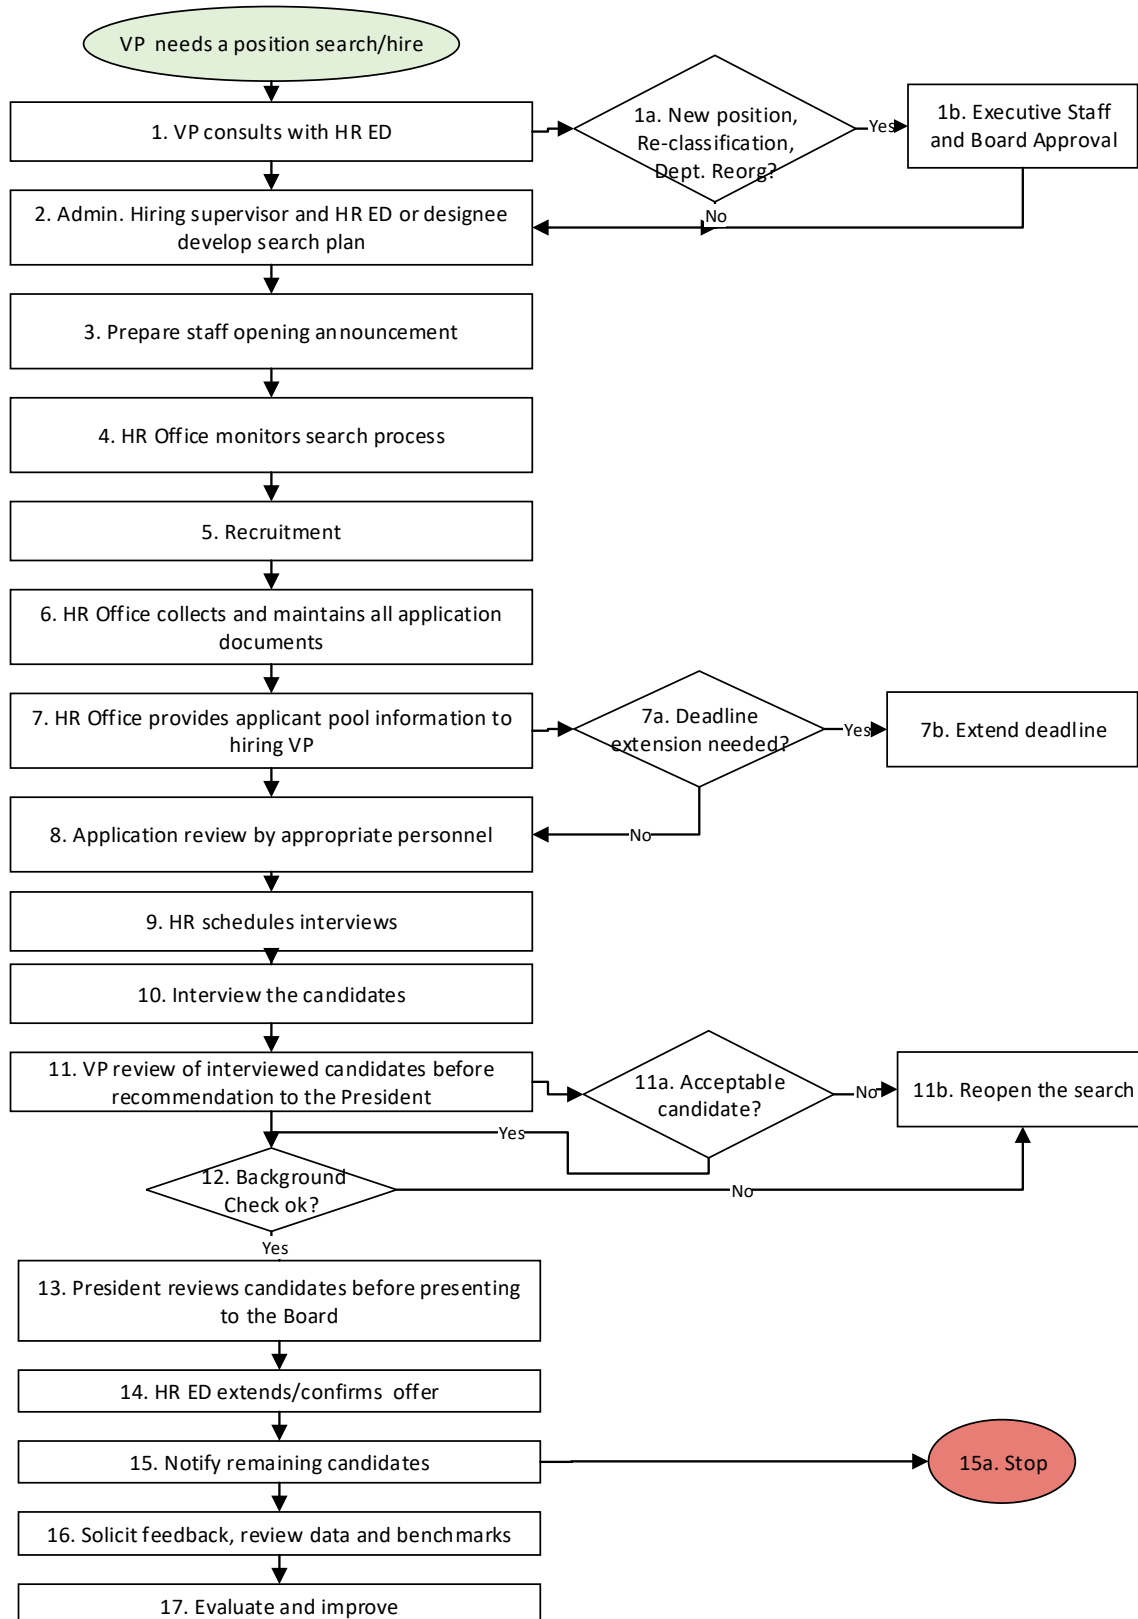 VP needs a position search/hire
1. VP consults with HR ED
1a. New position,
Re-classification,
Dept. Reorg?
Yes
1b. Executive Staff
and Board Approval
No
2. Admin. Hiring supervisor and HR ED or designee
develop search plan
3. Prepare staff opening announcement
4. HR Office monitors search process
5. Recruitment
6. HR Office collects and maintains all application
documents
7. HR Office provides applicant pool information to
hiring VP
7a. Deadline
extension needed?
Yes
7b. Extend deadline
No
8. Application review by appropriate personnel
9. HR schedules interviews
10. Interview the candidates
11. VP review of interviewed candidates before
recommendation to the President
11a. Acceptable
candidate?
No
11b. Reopen the search
Yes
12. Background
Check ok?
No
Yes
13. President reviews candidates before presenting
to the Board
14. HR ED extends/confirms offer
15. Notify remaining candidates
15a. Stop
16. Solicit feedback, review data and benchmarks
17. Evaluate and improve